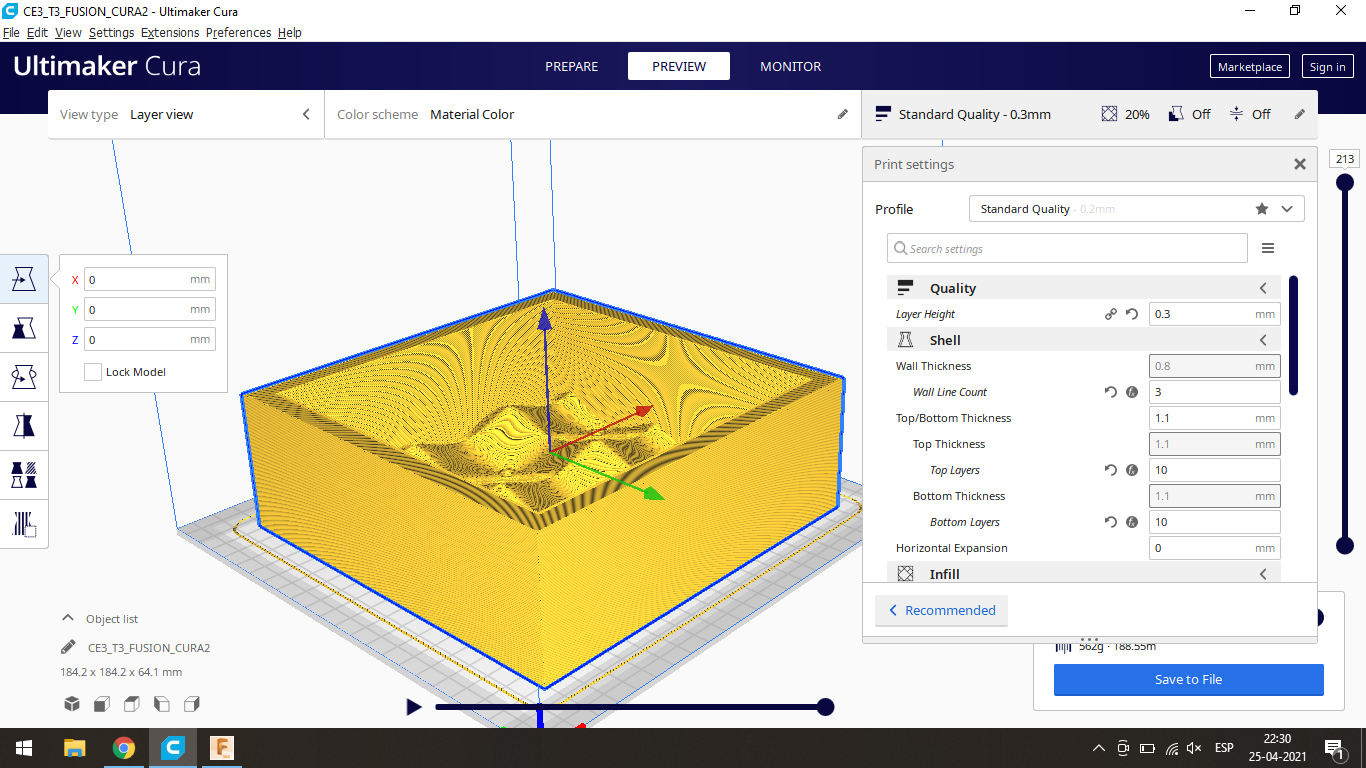 CE3_T3_FUSION_CURA2 - Ultimaker Cura
File Edit View Settings Extensions Preferences Help
Ultimaker Cura
PREPARE
PREVIEW
MONITOR
Marketplace
Sign in
View type Layer view
Color scheme Material Color
Standard Quality - 0.3mm
20%
Off
Off
Print settings
213
Profile
Standard Quality - 0.2mm
Search settings
X 0 mm
Y 0 mm
Z 0 mm
Lock Model
Quality
Layer Height 0.3 mm
Shell
Wall Thickness 0.8 mm
Wall Line Count 3
Top/Bottom Thickness 1.1 mm
Top Thickness 1.1 mm
Top Layers 10
Bottom Thickness 1.1 mm
Bottom Layers 10
Horizontal Expansion 0 mm
Infill
Recommended
Object list
CE3_T3_FUSION_CURA2
184.2 x 184.2 x 64.1 mm
562g · 188.55m
Save to File
ESP
22:30
25-04-2021
1